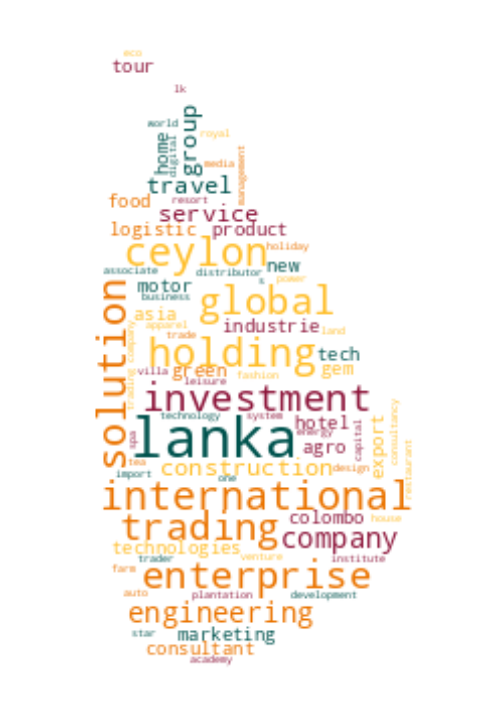 eco
tour
lk
world
digital
home
group
royal
media
management
travel
food
resort
service
logistic product
ceylon
holiday
associate
distributor
new
s
power
motor
business
global
solution
asia
apparel
industrie
land
trade
trading company
holding
tech
villa
green
gem
leisure
fashion
investment
technology
system
hotel
energy
capital
export
consultancy
restaurant
spa
lanka
agro
tea
construction
design
import
one
international
trading
colombo
house
company
technologies
trader
venture
institute
farm
enterprise
auto
plantation
development
engineering
star
marketing
consultant
academy